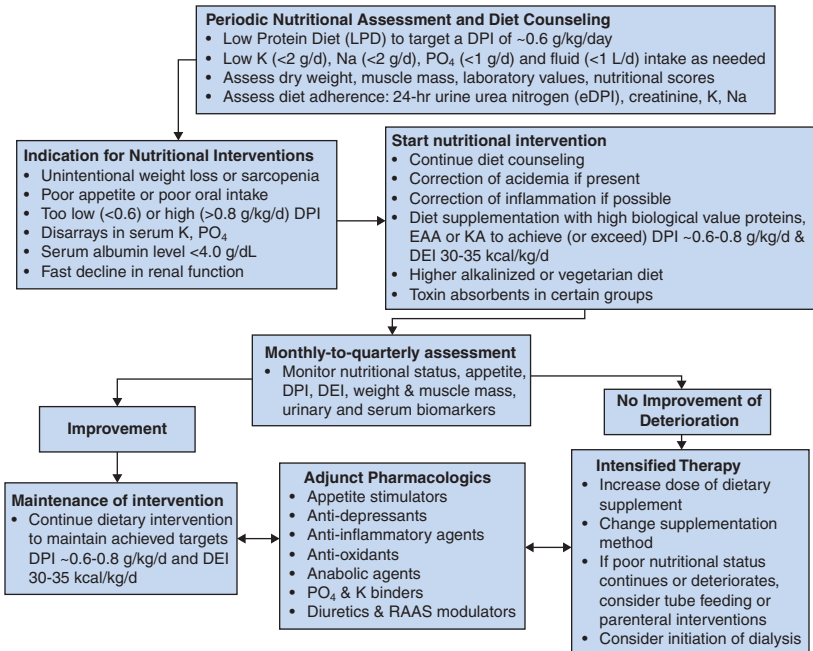 Periodic Nutritional Assessment and Diet Counseling
• Low Protein Diet (LPD) to target a DPI of ~0.6 g/kg/day
• Low K (<2 g/d), Na (<2 g/d), PO₄ (<1 g/d) and fluid (<1 L/d) intake as needed
• Assess dry weight, muscle mass, laboratory values, nutritional scores
• Assess diet adherence: 24-hr urine urea nitrogen (eDPI), creatinine, K, Na
Indication for Nutritional Interventions
• Unintentional weight loss or sarcopenia
• Poor appetite or poor oral intake
• Too low (<0.6) or high (>0.8 g/kg/d) DPI
• Disarrays in serum K, PO₄
• Serum albumin level <4.0 g/dL
• Fast decline in renal function
Start nutritional intervention
• Continue diet counseling
• Correction of acidemia if present
• Correction of inflammation if possible
• Diet supplementation with high biological value proteins,
EAA or KA to achieve (or exceed) DPI ~0.6-0.8 g/kg/d &
DEI 30-35 kcal/kg/d
• Higher alkalinized or vegetarian diet
• Toxin absorbents in certain groups
Monthly-to-quarterly assessment
• Monitor nutritional status, appetite,
DPI, DEI, weight & muscle mass,
urinary and serum biomarkers
Improvement
No Improvement of
Deterioration
Maintenance of intervention
• Continue dietary intervention
to maintain achieved targets
DPI ~0.6-0.8 g/kg/d and DEI
30-35 kcal/kg/d
Adjunct Pharmacologics
• Appetite stimulators
• Anti-depressants
• Anti-inflammatory agents
• Anti-oxidants
• Anabolic agents
• PO₄ & K binders
• Diuretics & RAAS modulators
Intensified Therapy
• Increase dose of dietary
supplement
• Change supplementation
method
• If poor nutritional status
continues or deteriorates,
consider tube feeding or
parenteral interventions
• Consider initiation of dialysis